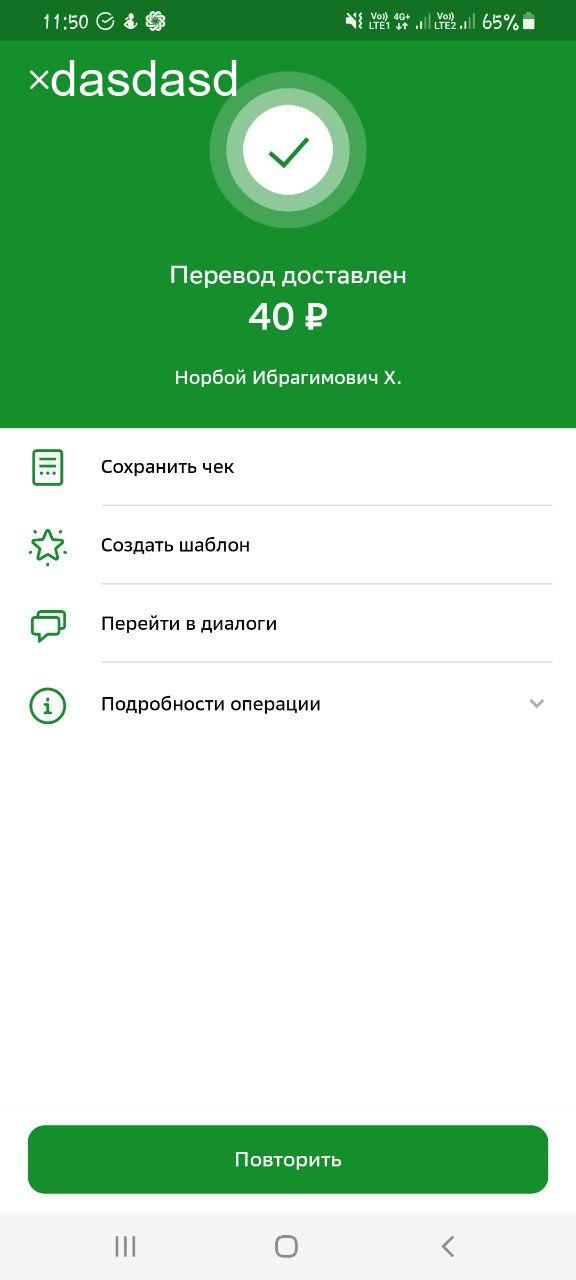 11:50 Vo)) LTE1 4G+ Vo)) LTE2 65%
×dasdasd
Перевод доставлен
40 ₽
Норбой Ибрагимович Х.
Сохранить чек
Создать шаблон
Перейти в диалоги
Подробности операции
Повторить